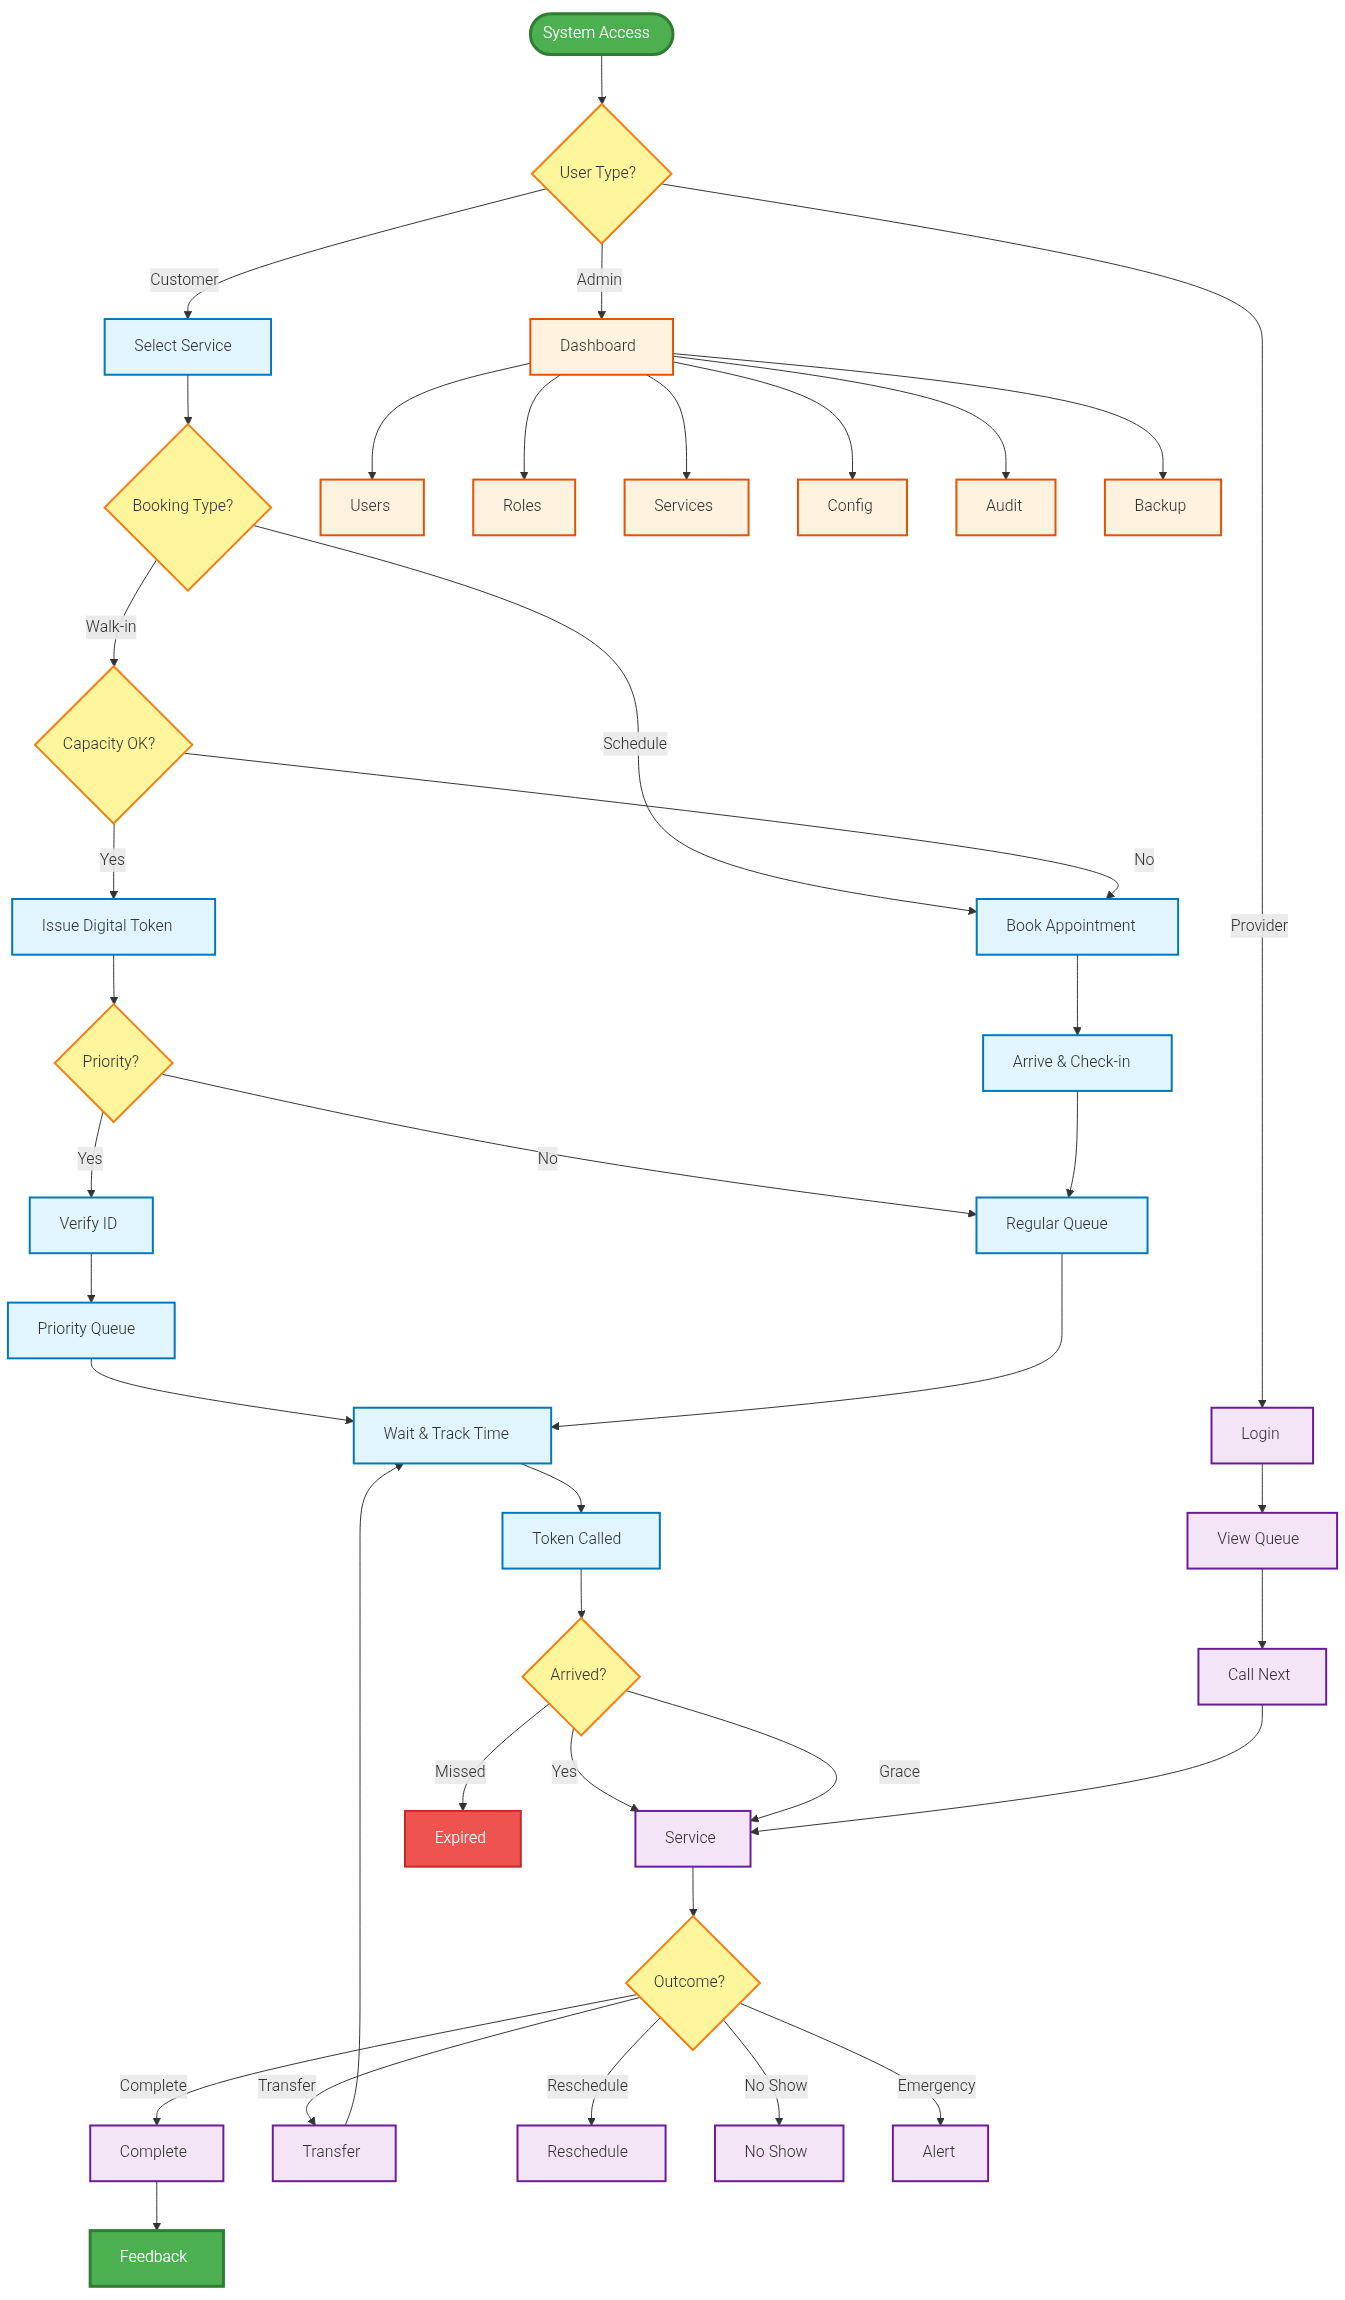 System Access
User Type?
Customer
Admin
Select Service
Dashboard
Booking Type?
Users
Roles
Services
Config
Audit
Backup
Walk-in
Capacity OK?
Schedule
Yes
No
Issue Digital Token
Book Appointment
Provider
Priority?
Arrive & Check-in
Yes
No
Verify ID
Regular Queue
Priority Queue
Wait & Track Time
Login
Token Called
View Queue
Arrived?
Call Next
Missed
Yes
Grace
Expired
Service
Outcome?
Complete
Transfer
Reschedule
No Show
Emergency
Complete
Transfer
Reschedule
No Show
Alert
Feedback